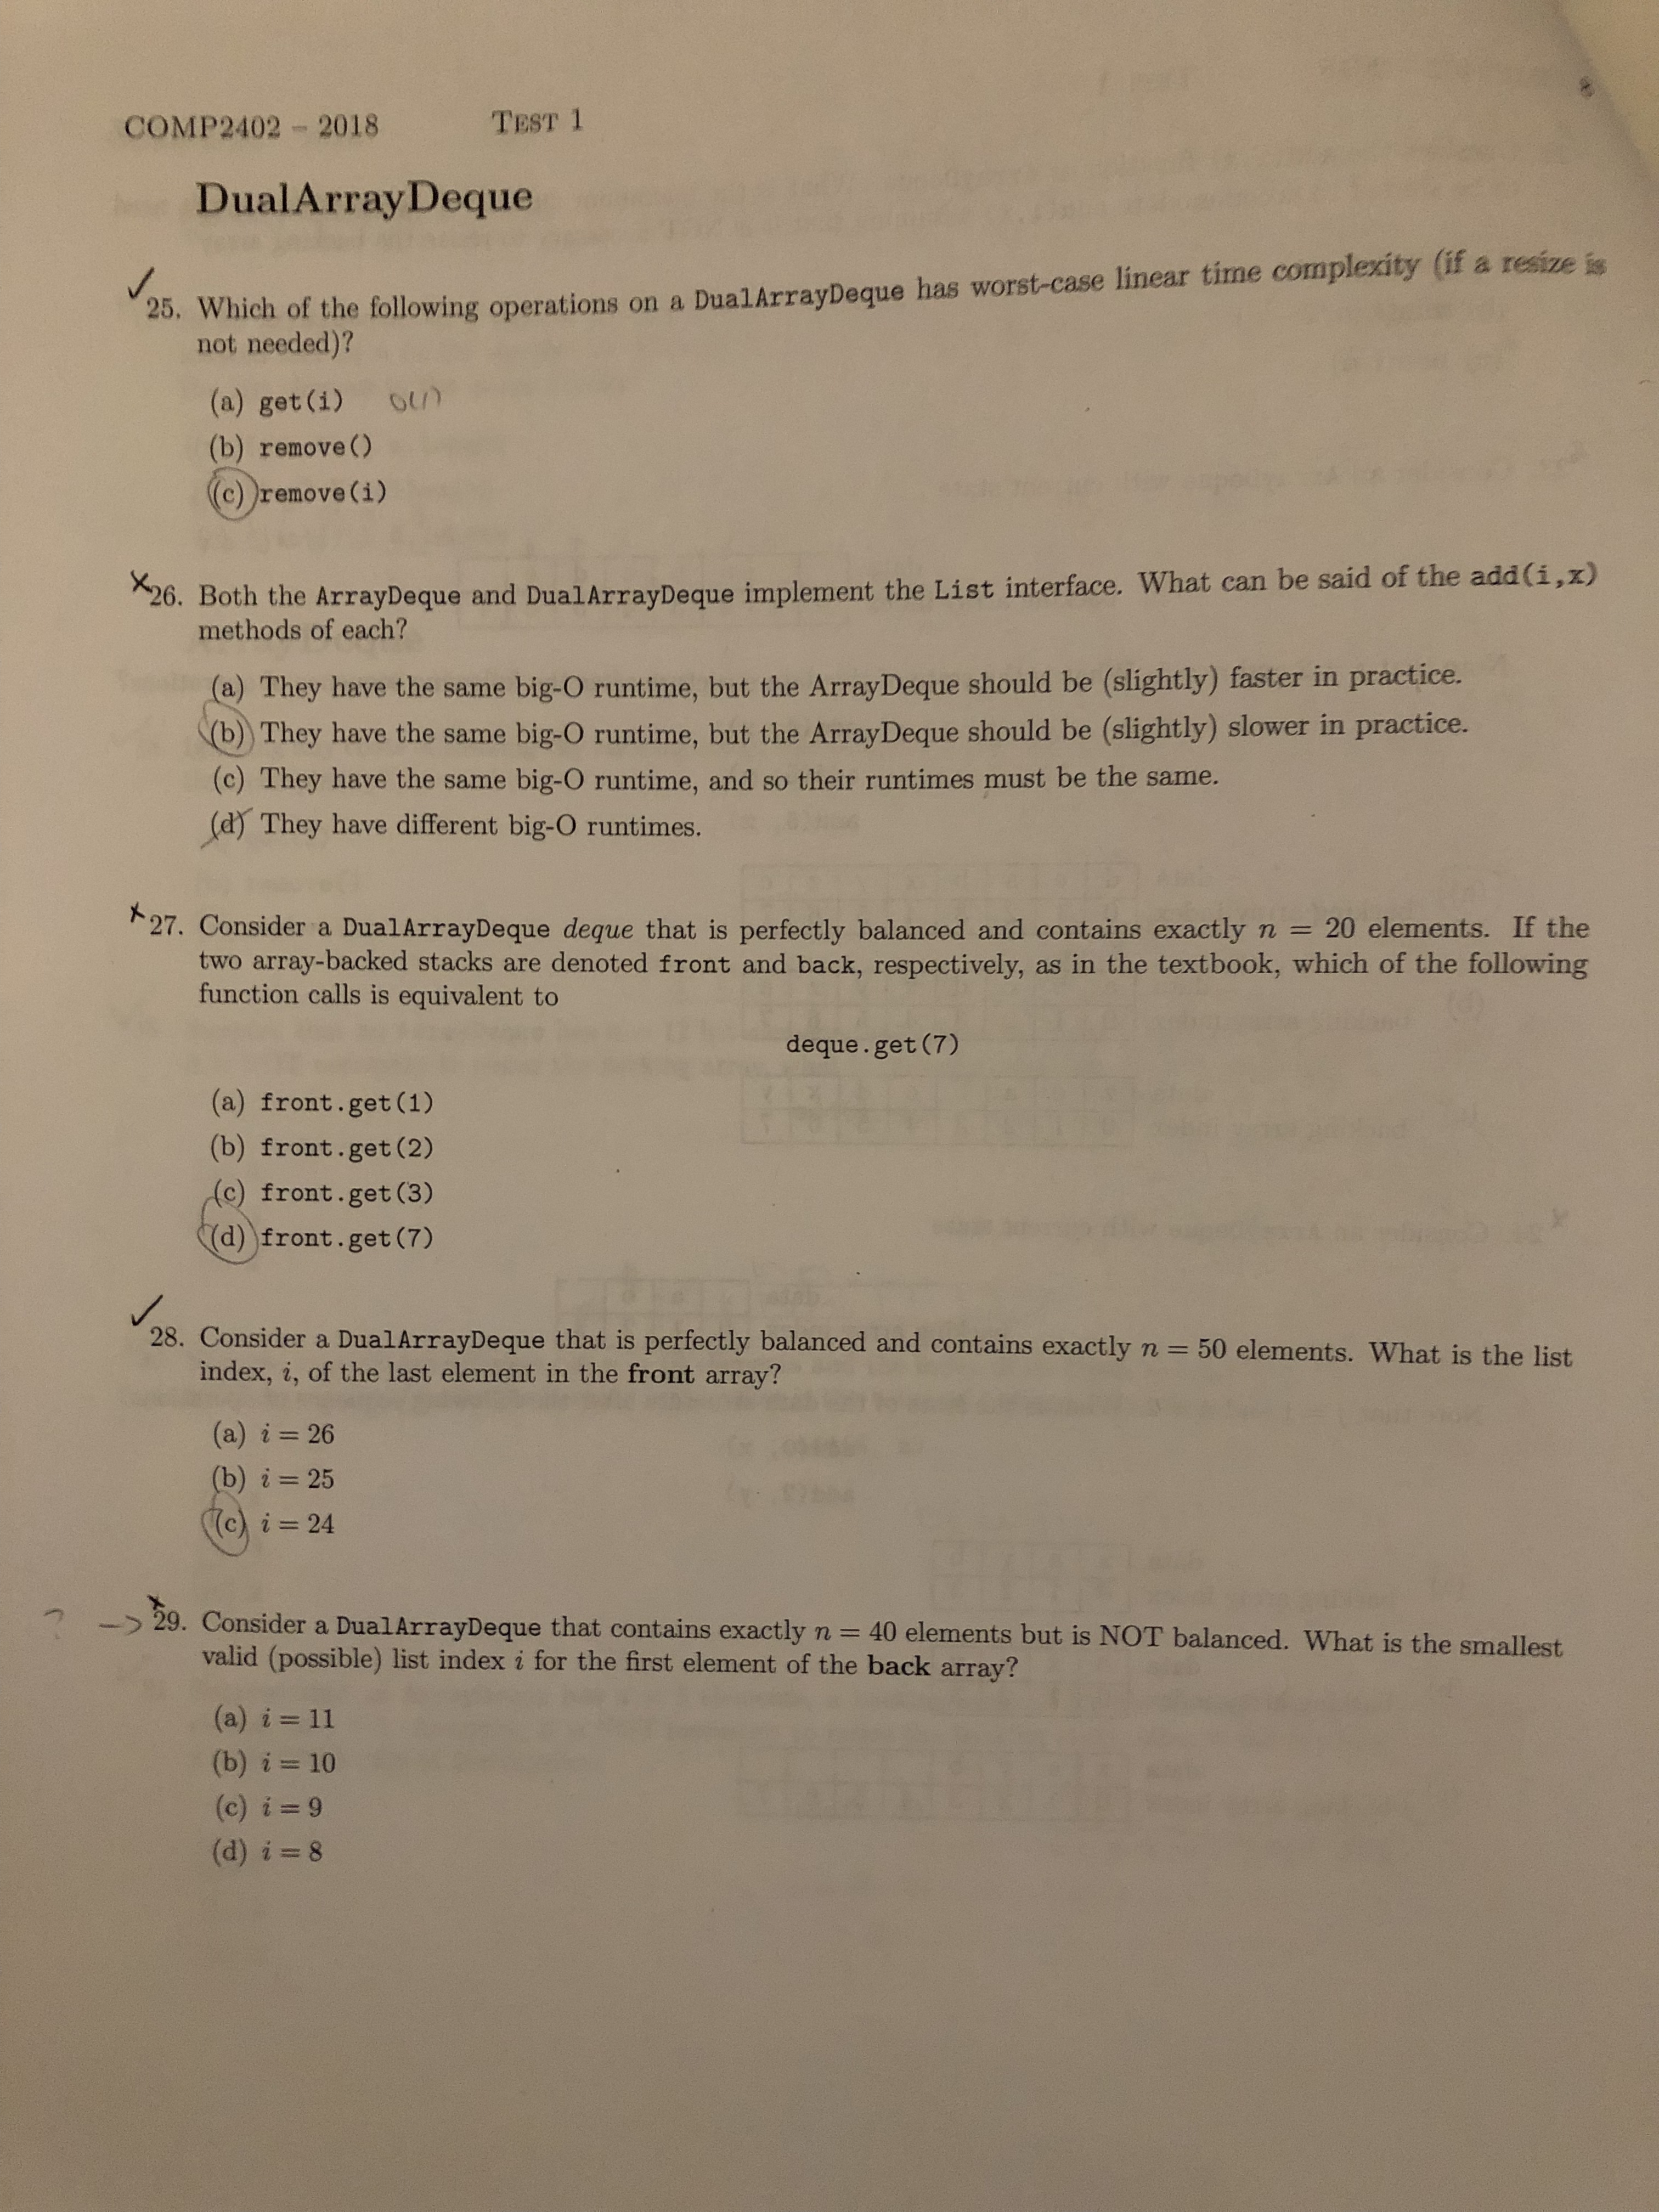 COMP2402 – 2018 TEST 1
DualArrayDeque
✓
25. Which of the following operations on a DualArrayDeque has worst-case linear time complexity (if a resize is
not needed)?
(a) get(i) O(1)
(b) remove()
(c) remove(i)
x
26. Both the ArrayDeque and DualArrayDeque implement the List interface. What can be said of the add(i,x)
methods of each?
(a) They have the same big-O runtime, but the ArrayDeque should be (slightly) faster in practice.
(b) They have the same big-O runtime, but the ArrayDeque should be (slightly) slower in practice.
(c) They have the same big-O runtime, and so their runtimes must be the same.
(d) They have different big-O runtimes.
x
27. Consider a DualArrayDeque deque that is perfectly balanced and contains exactly n = 20 elements. If the
two array-backed stacks are denoted front and back, respectively, as in the textbook, which of the following
function calls is equivalent to
deque.get(7)
(a) front.get(1)
(b) front.get(2)
(c) front.get(3)
(d) front.get(7)
✓
28. Consider a DualArrayDeque that is perfectly balanced and contains exactly n = 50 elements. What is the list
index, i, of the last element in the front array?
(a) i = 26
(b) i = 25
(c) i = 24
? -> x
29. Consider a DualArrayDeque that contains exactly n = 40 elements but is NOT balanced. What is the smallest
valid (possible) list index i for the first element of the back array?
(a) i = 11
(b) i = 10
(c) i = 9
(d) i = 8